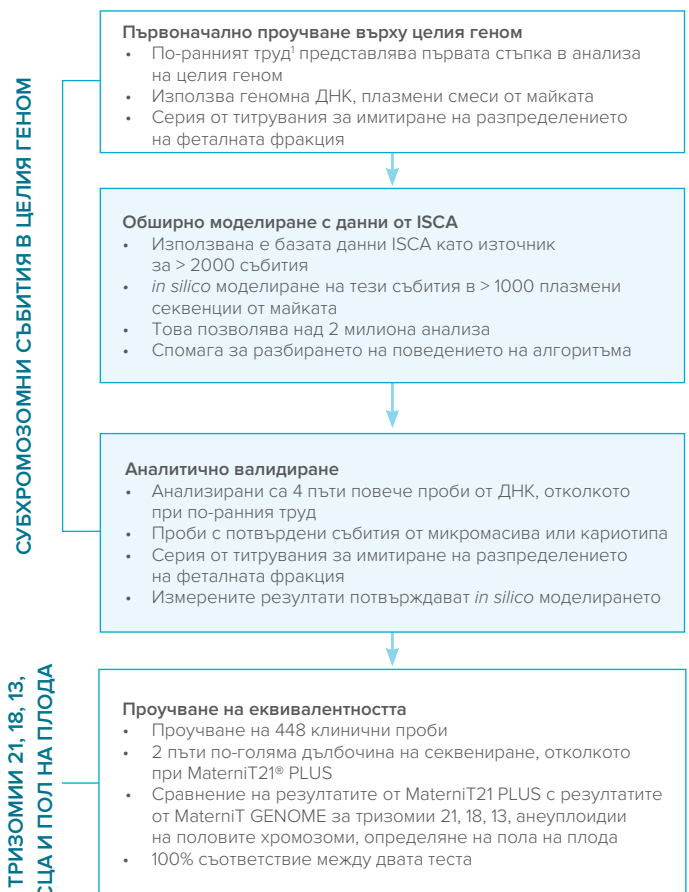 СУБХРОМОЗОМНИ СЪБИТИЯ В ЦЕЛИЯ ГЕНОМ
Първоначално проучване върху целия геном
• По-ранният труд¹ представлява първата стъпка в анализа
на целия геном
• Използва геномна ДНК, плазмени смеси от майката
• Серия от титрувания за имитиране на разпределението
на феталната фракция
Обширно моделиране с данни от ISCA
• Използвана е базата данни ISCA като източник
за > 2000 събития
• in silico моделиране на тези събития в > 1000 плазмени
секвенции от майката
• Това позволява над 2 милиона анализа
• Спомага за разбирането на поведението на алгоритъма
Аналитично валидиране
• Анализирани са 4 пъти повече проби от ДНК, отколкото
при по-ранния труд
• Проби с потвърдени събития от микромасива или кариотипа
• Серия от титрувания за имитиране на разпределението
на феталната фракция
• Измерените резултати потвърждават in silico моделирането
ТРИЗОМИИ 21, 18, 13,
СЦА И ПОЛ НА ПЛОДА
Проучване на еквивалентността
• Проучване на 448 клинични проби
• 2 пъти по-голяма дълбочина на секвениране, отколкото
при MaterniT21® PLUS
• Сравнение на резултатите от MaterniT21 PLUS с резултатите
от MaterniT GENOME за тризомии 21, 18, 13, анеуплоидии
на половите хромозоми, определяне на пола на плода
• 100% съответствие между двата теста